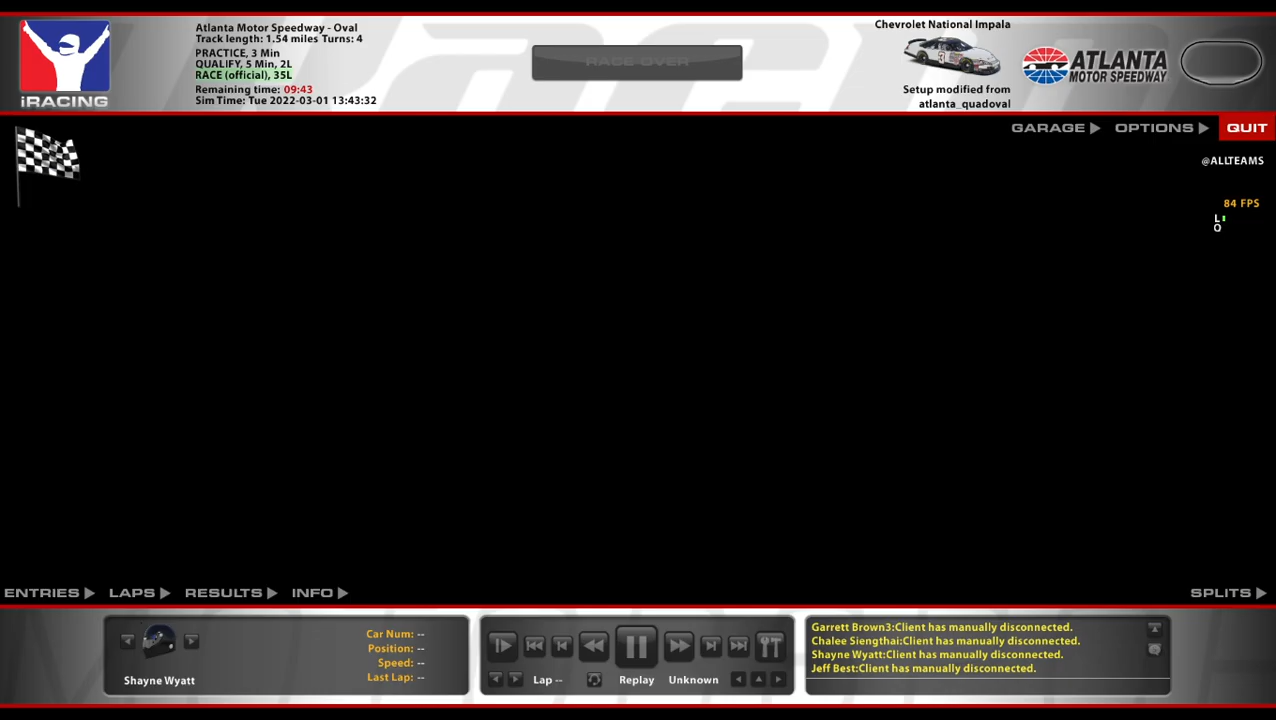 Atlanta Motor Speedway - Oval
Track length: 1.54 miles Turns: 4
PRACTICE, 3 Min
QUALIFY, 5 Min, 2L
RACE (official), 35L
Remaining time: 09:43
Sim Time: Tue 2022-03-01 13:43:32
iRACING
RACE OVER
Chevrolet National Impala
3
Setup modified from
atlanta_quadoval
ATLANTA
MOTOR SPEEDWAY
GARAGE OPTIONS QUIT
@ALLTEAMS
84 FPS
L
Q
ENTRIES LAPS RESULTS INFO SPLITS
Shayne Wyatt
Car Num: --
Position: --
Speed: --
Last Lap: --
Lap -- Replay Unknown
Garrett Brown3:Client has manually disconnected.
Chalee Siengthai:Client has manually disconnected.
Shayne Wyatt:Client has manually disconnected.
Jeff Best:Client has manually disconnected.